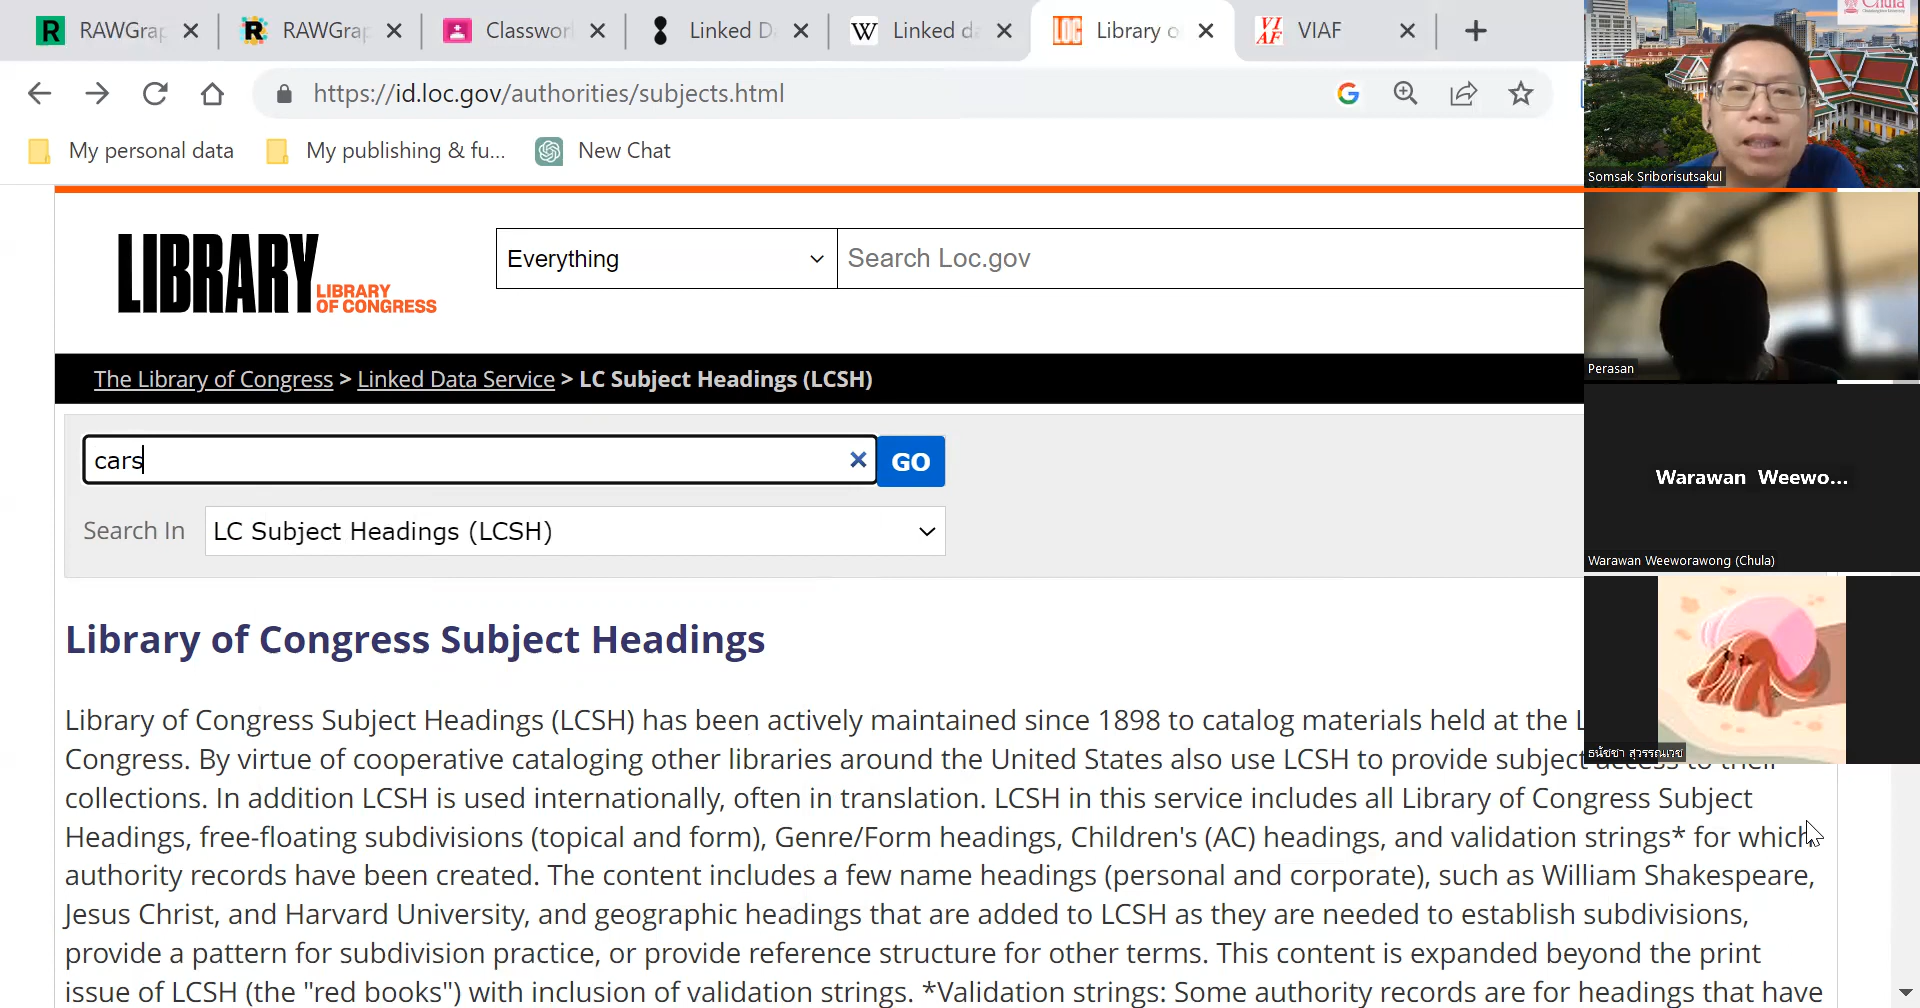 RAWGrap
RAWGrap
Classwor
Linked D
Linked da
Library o
VIAF
https://id.loc.gov/authorities/subjects.html
My personal data
My publishing & fu...
New Chat
LIBRARY
LIBRARY
OF CONGRESS
Everything
Search Loc.gov
The Library of Congress > Linked Data Service > LC Subject Headings (LCSH)
cars
GO
Search In
LC Subject Headings (LCSH)
Library of Congress Subject Headings
Library of Congress Subject Headings (LCSH) has been actively maintained since 1898 to catalog materials held at the L
Congress. By virtue of cooperative cataloging other libraries around the United States also use LCSH to provide subject access to their
collections. In addition LCSH is used internationally, often in translation. LCSH in this service includes all Library of Congress Subject
Headings, free-floating subdivisions (topical and form), Genre/Form headings, Children's (AC) headings, and validation strings* for which
authority records have been created. The content includes a few name headings (personal and corporate), such as William Shakespeare,
Jesus Christ, and Harvard University, and geographic headings that are added to LCSH as they are needed to establish subdivisions,
provide a pattern for subdivision practice, or provide reference structure for other terms. This content is expanded beyond the print
issue of LCSH (the "red books") with inclusion of validation strings. *Validation strings: Some authority records are for headings that have
Chula
Somsak Sriborisutsakul
Perasan
Warawan Weewo...
Warawan Weeworawong (Chula)
ธนัชชา สุวรรณเวช